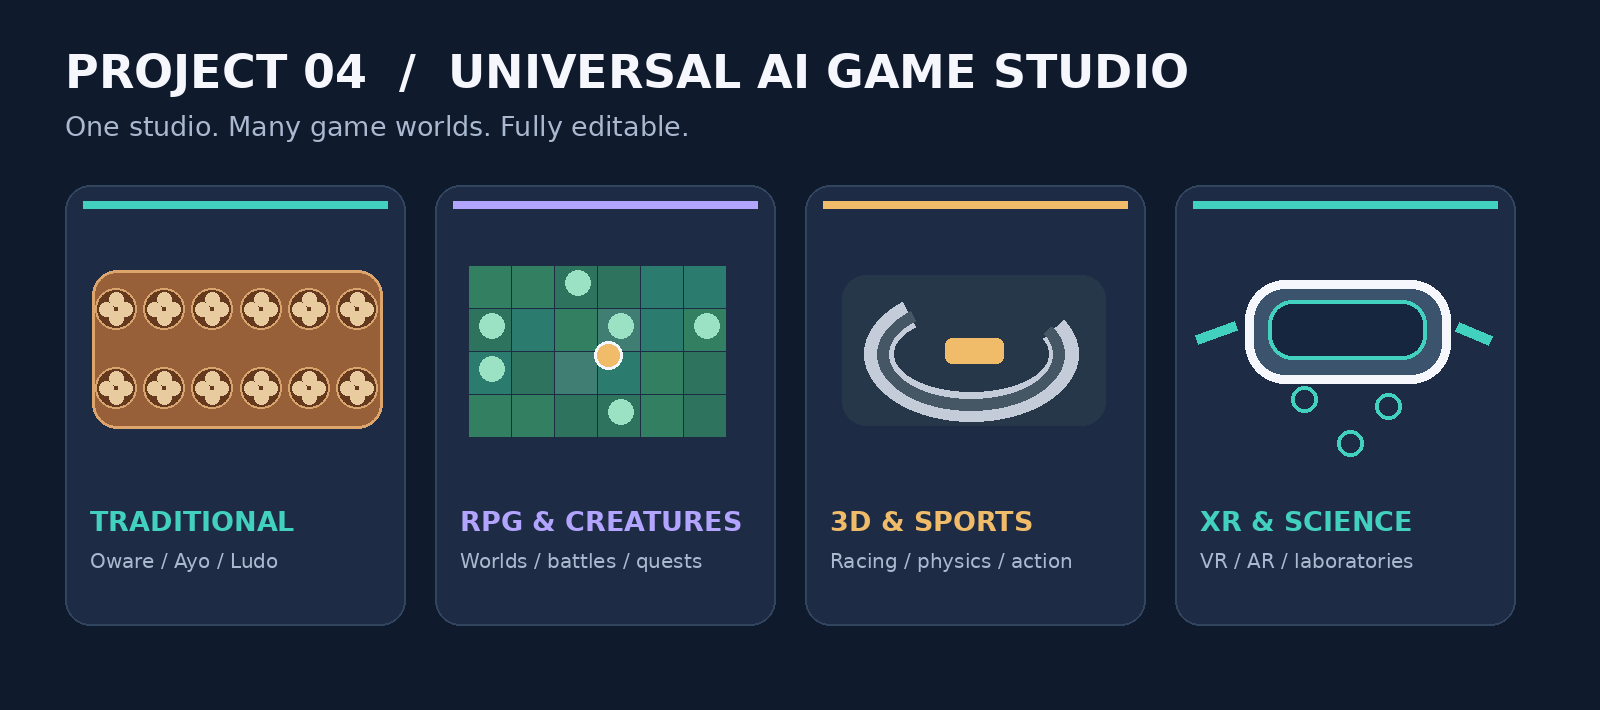 PROJECT 04 / UNIVERSAL AI GAME STUDIO
One studio. Many game worlds. Fully editable.
TRADITIONAL
Oware / Ayo / Ludo
RPG & CREATURES
Worlds / battles / quests
3D & SPORTS
Racing / physics / action
XR & SCIENCE
VR / AR / laboratories